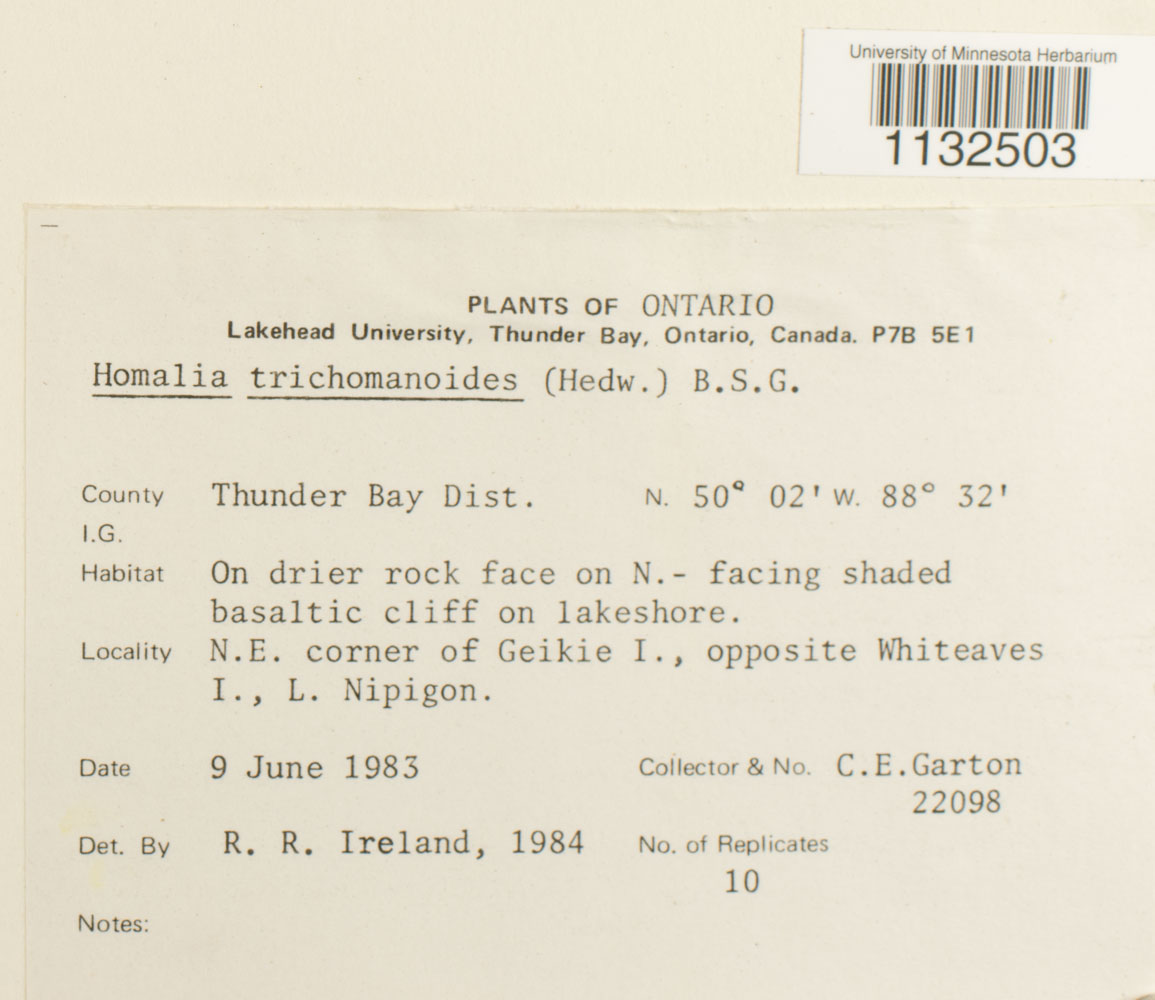 University of Minnesota Herbarium
1132503
PLANTS OF ONTARIO
Lakehead University, Thunder Bay, Ontario, Canada. P7B 5E1
Homalia trichomanoides (Hedw.) B.S.G.
County Thunder Bay Dist. N. 50° 02' W. 88° 32'
I.G.
Habitat On drier rock face on N.- facing shaded
basaltic cliff on lakeshore.
Locality N.E. corner of Geikie I., opposite Whiteaves
I., L. Nipigon.
Date 9 June 1983 Collector & No. C.E.Garton
22098
Det. By R. R. Ireland, 1984 No. of Replicates
10
Notes: